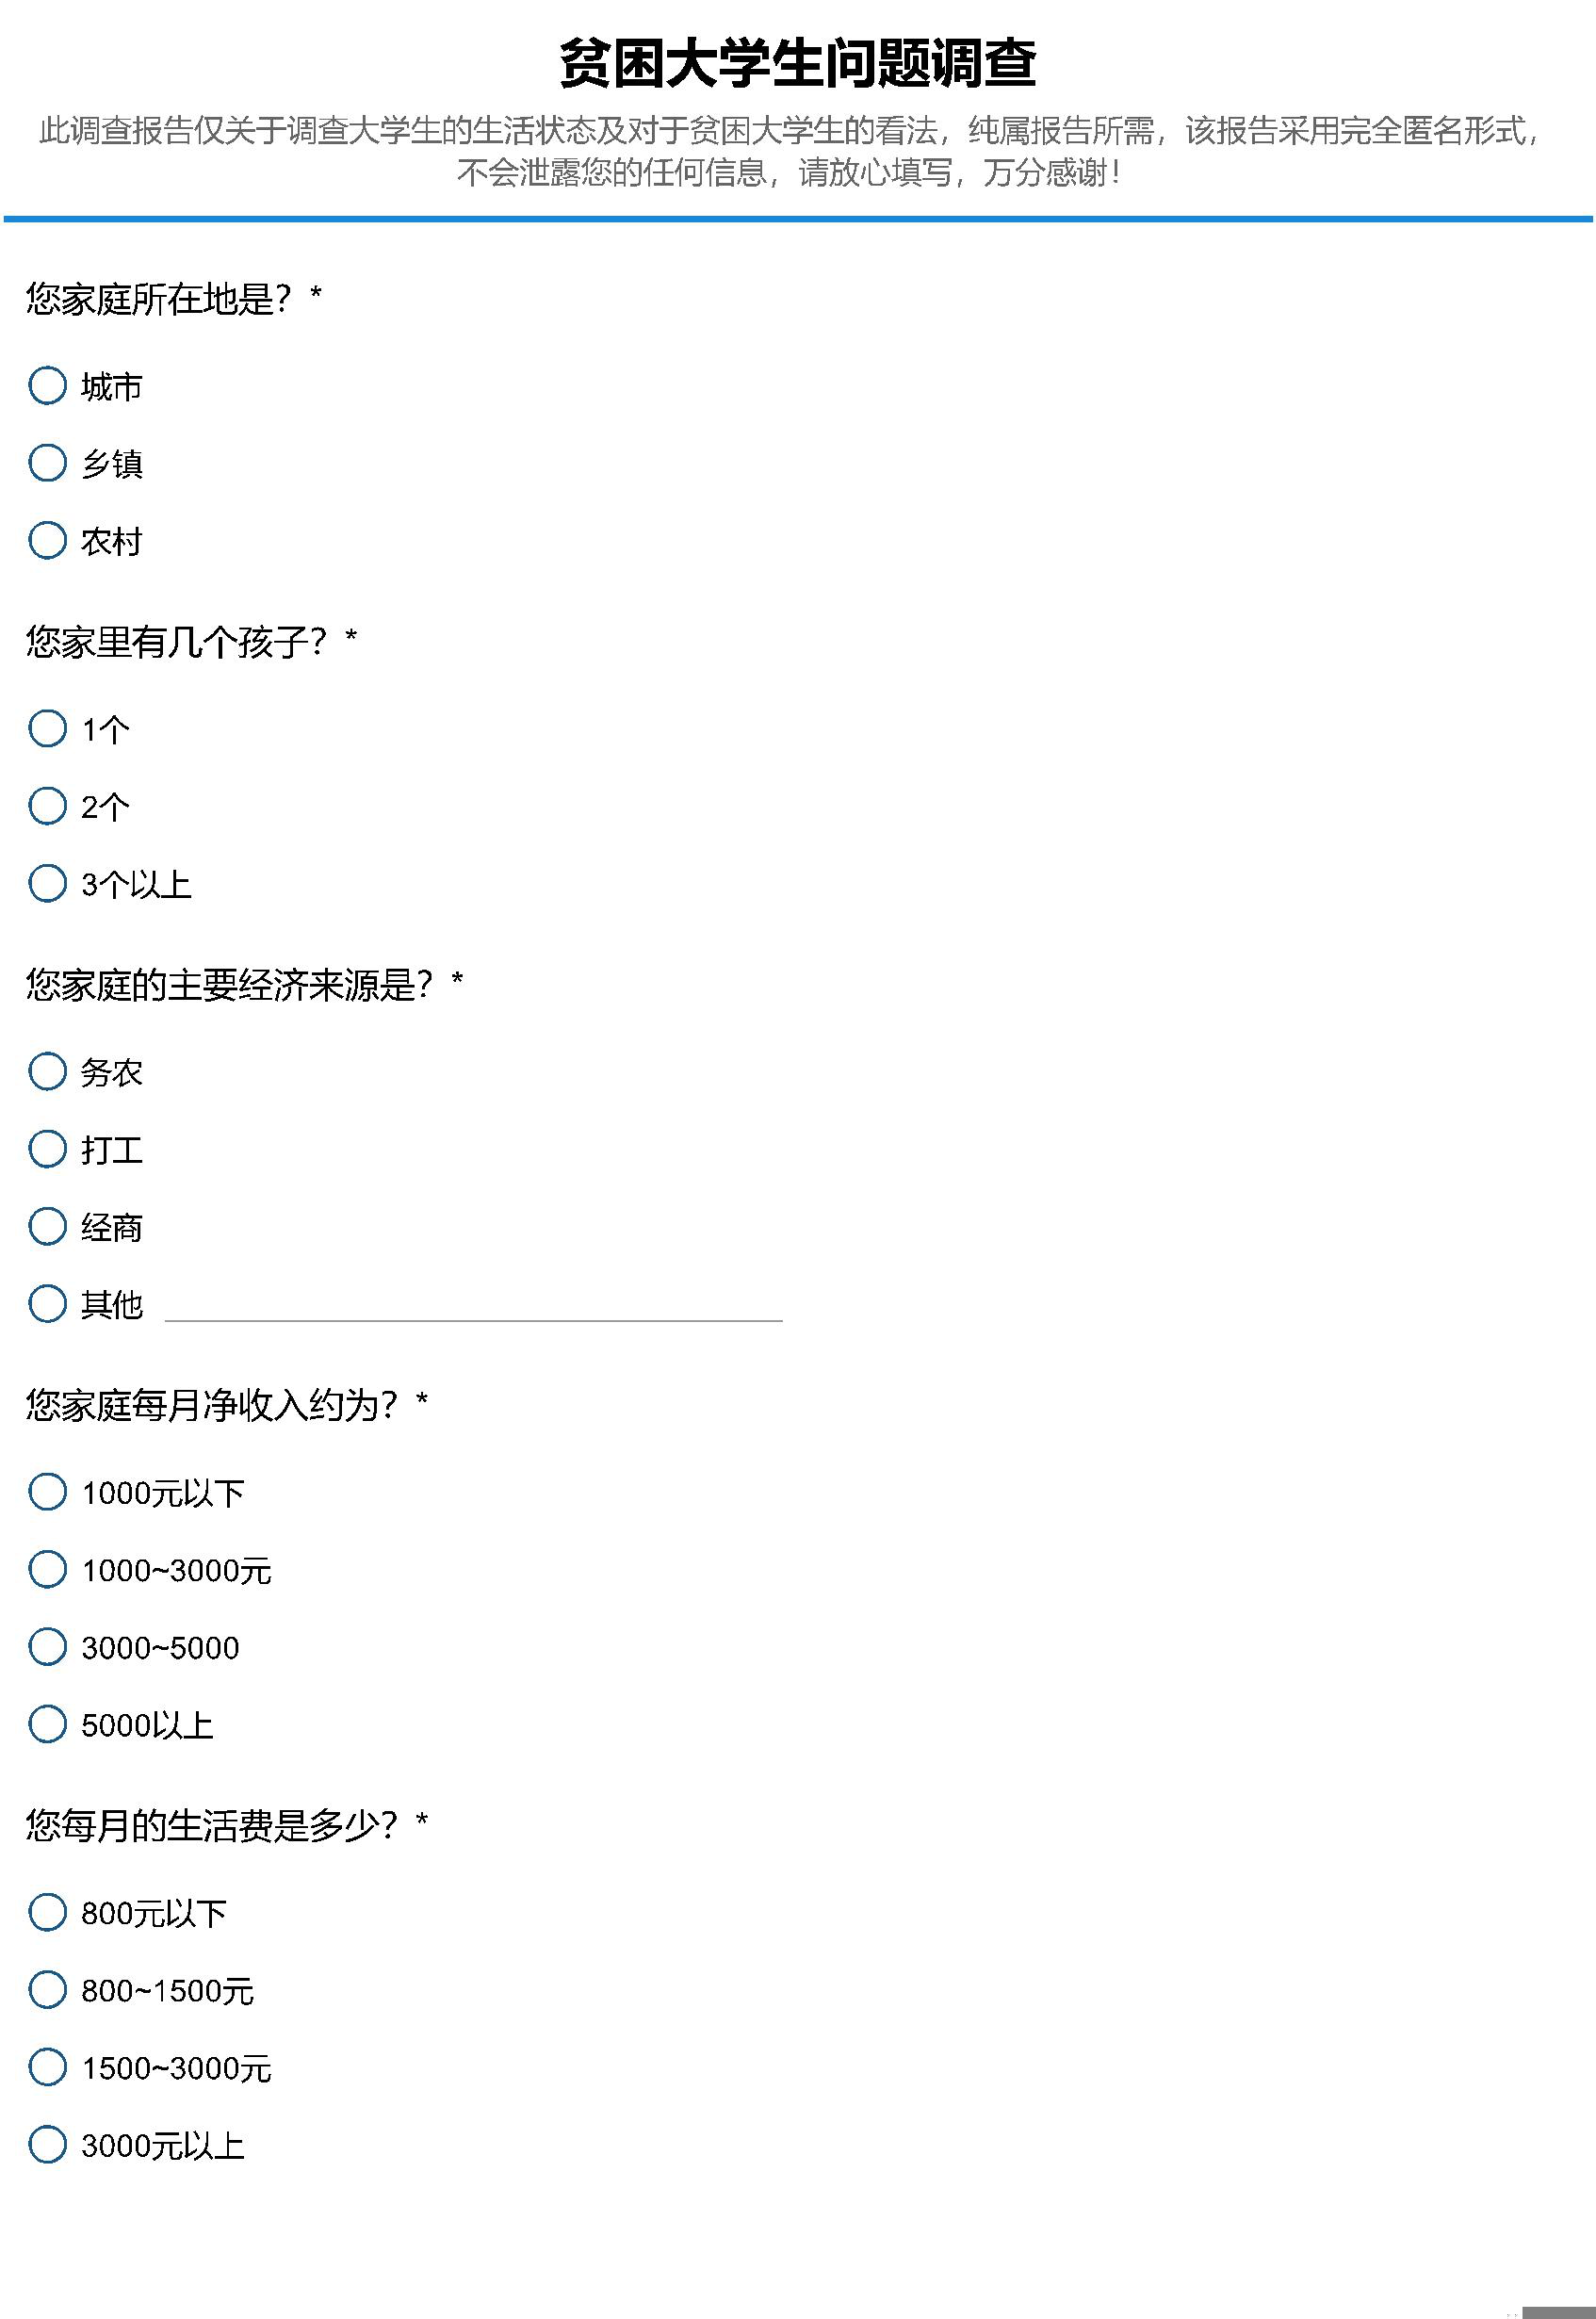 贫困大学生问题调查
此调查报告仅关于调查大学生的生活状态及对于贫困大学生的看法，纯属报告所需，该报告采用完全匿名形式，
不会泄露您的任何信息，请放心填写，万分感谢！
您家庭所在地是？*
城市
乡镇
农村
您家里有几个孩子？*
1个
2个
3个以上
您家庭的主要经济来源是？*
务农
打工
经商
其他
您家庭每月净收入约为？*
1000元以下
1000~3000元
3000~5000
5000以上
您每月的生活费是多少？*
800元以下
800~1500元
1500~3000元
3000元以上